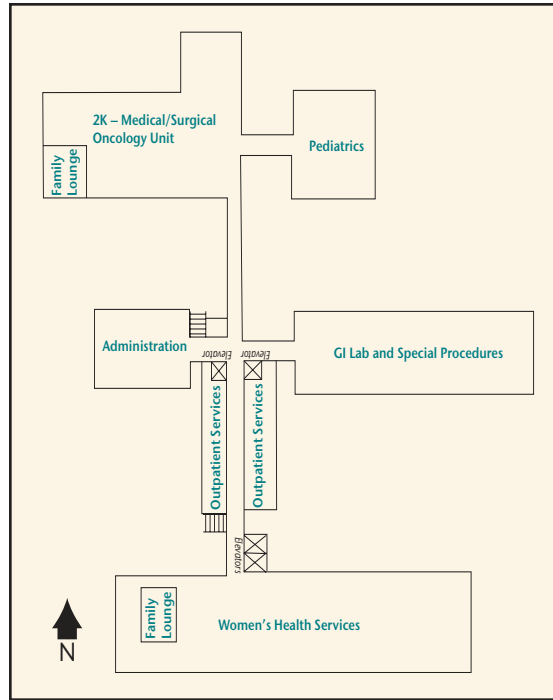 2K – Medical/Surgical
Oncology Unit
Pediatrics
Family
Lounge
Administration
Elevator
Elevator
GI Lab and Special Procedures
Outpatient Services
Outpatient Services
Elevators
Family
Lounge
Women's Health Services
N